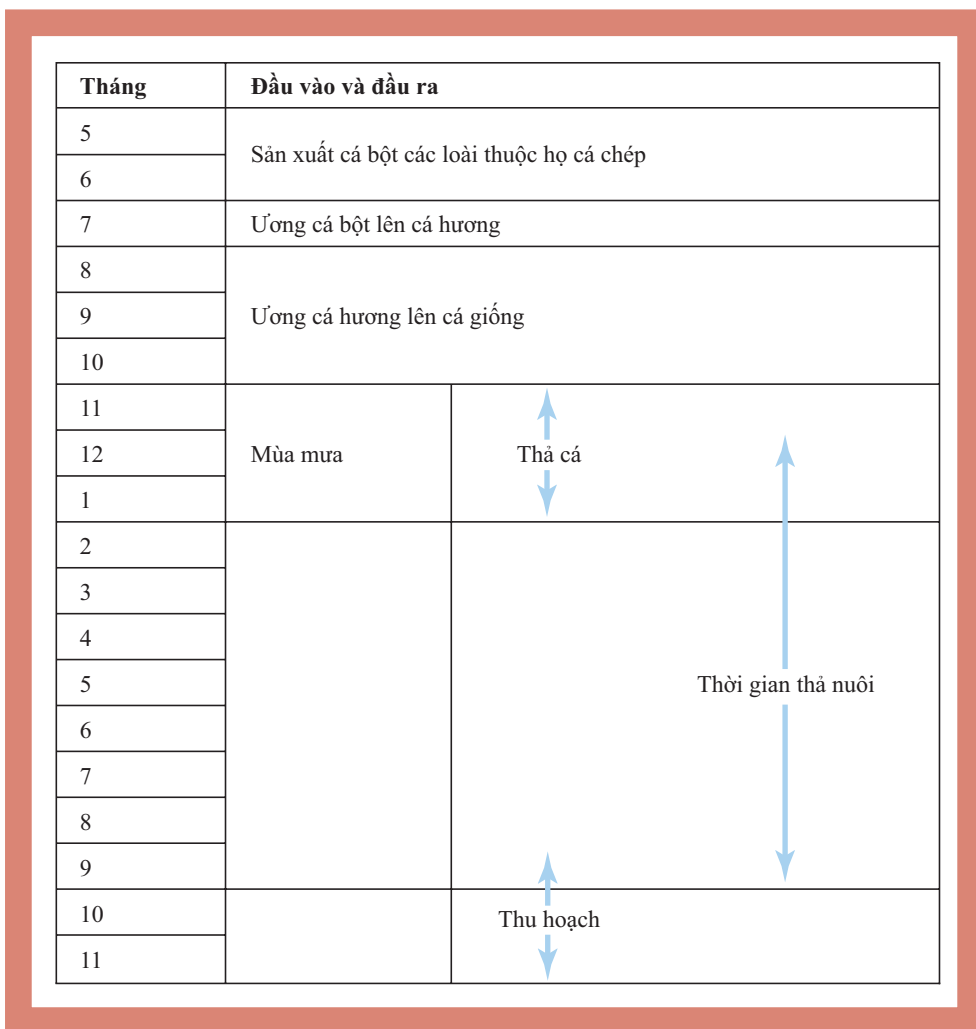 Tháng Đầu vào và đầu ra
5
Sản xuất cá bột các loài thuộc họ cá chép
6
7 Ương cá bột lên cá hương
8
9 Ương cá hương lên cá giống
10
11
12 Mùa mưa Thả cá
1
2
3
4
5 Thời gian thả nuôi
6
7
8
9
10 Thu hoạch
11